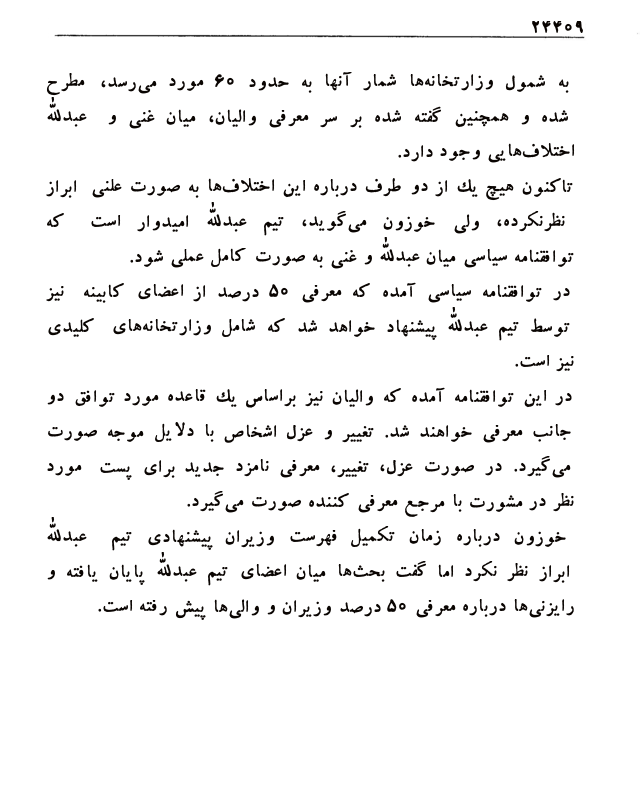 ۲۴۴۰۹
به شمول وزارتخانه‌ها شمار آنها به حدود ۶۰ مورد می‌رسد، مطرح
شده و همچنین گفته شده بر سر معرفی والیان، میان غنی و عبدالله
اختلاف‌هایی وجود دارد.
تاکنون هیچ یك از دو طرف درباره این اختلاف‌ها به صورت علنی ابراز
نظرنکرده، ولی خوزون می‌گوید، تیم عبدالله امیدوار است که
توافقنامه سیاسی میان عبدالله و غنی به صورت کامل عملی شود.
در توافقنامه سیاسی آمده که معرفی ۵۰ درصد از اعضای کابینه نیز
توسط تیم عبدالله پیشنهاد خواهد شد که شامل وزارتخانه‌های کلیدی
نیز است.
در این توافقنامه آمده که والیان نیز براساس یك قاعده مورد توافق دو
جانب معرفی خواهند شد. تغییر و عزل اشخاص با دلایل موجه صورت
می‌گیرد. در صورت عزل، تغییر، معرفی نامزد جدید برای پست مورد
نظر در مشورت با مرجع معرفی کننده صورت می‌گیرد.
خوزون درباره زمان تکمیل فهرست وزیران پیشنهادی تیم عبدالله
ابراز نظر نکرد اما گفت بحث‌ها میان اعضای تیم عبدالله پایان یافته و
رایزنی‌ها درباره معرفی ۵۰ درصد وزیران و والی‌ها پیش رفته است.